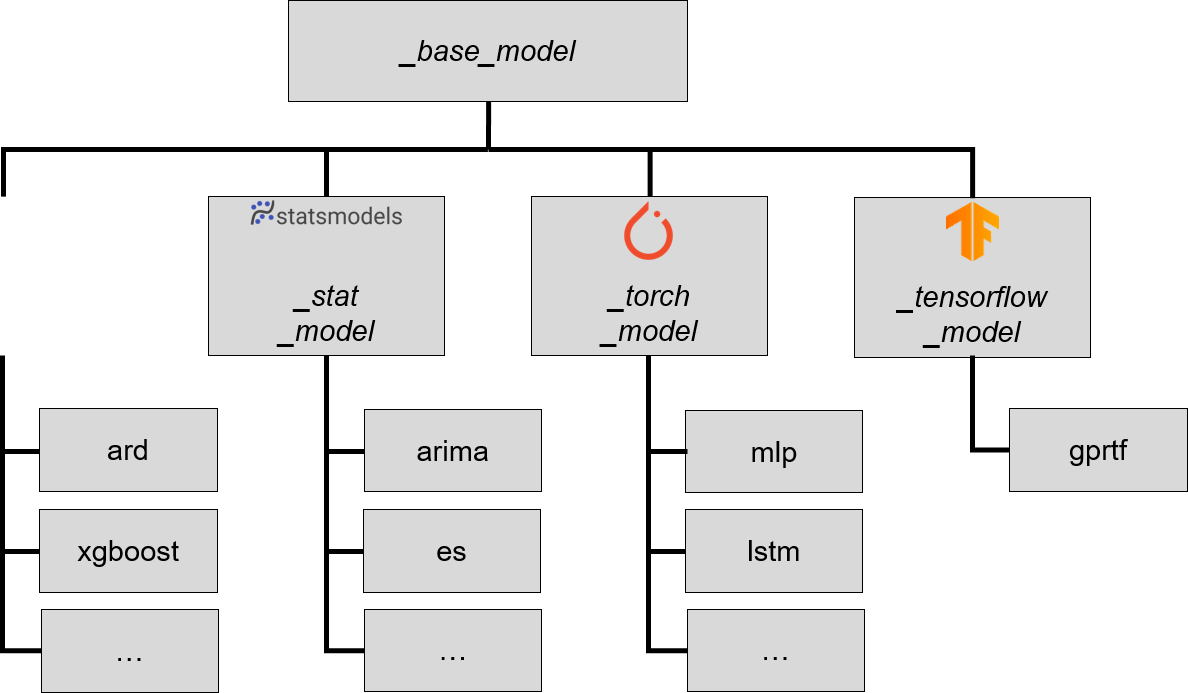 _base_model
statsmodels
_stat
_model
_torch
_model
_tensorflow
_model
ard
arima
mlp
gprtf
xgboost
es
lstm
...
...
...